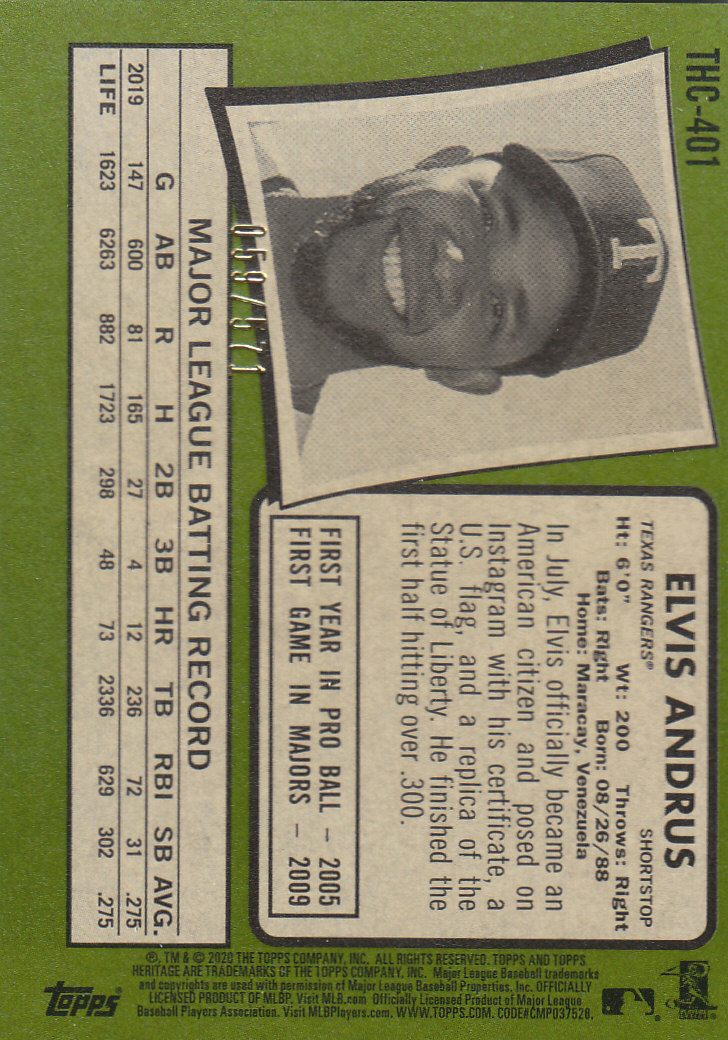 THC-401
ELVIS ANDRUS
TEXAS RANGERS® SHORTSTOP
Ht: 6'0" Wt: 200 Throws: Right
Bats: Right Born: 08/26/88
Home: Maracay, Venezuela
In July, Elvis officially became an
American citizen and posed on
Instagram with his certificate, a
U.S. flag, and a replica of the
Statue of Liberty. He finished the
first half hitting over .300.
FIRST YEAR IN PRO BALL – 2005
FIRST GAME IN MAJORS – 2009
T
059/571
MAJOR LEAGUE BATTING RECORD
G AB R H 2B 3B HR TB RBI SB AVG.
2019 147 600 81 165 27 4 12 236 72 31 .275
LIFE 1623 6263 882 1723 298 48 73 2336 629 302 .275
®, TM & © 2020 THE TOPPS COMPANY, INC. ALL RIGHTS RESERVED. TOPPS AND TOPPS
HERITAGE ARE TRADEMARKS OF THE TOPPS COMPANY, INC. Major League Baseball trademarks
and copyrights are used with permission of Major League Baseball Properties, Inc. OFFICIALLY
LICENSED PRODUCT OF MLBP. Visit MLB.com Officially Licensed Product of Major League
Baseball Players Association. Visit MLBPlayers.com. WWW.TOPPS.COM. CODE#CMP037528.
Topps®